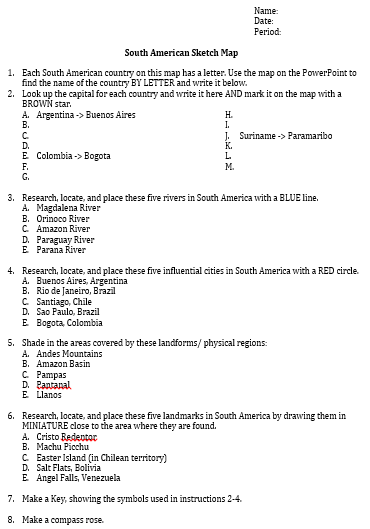 Name:
Date:
Period:
South American Sketch Map
1. Each South American country on this map has a letter. Use the map on the PowerPoint to
find the name of the country BY LETTER and write it below.
2. Look up the capital for each country and write it here AND mark it on the map with a
BROWN star.
A. Argentina -> Buenos Aires
B.
C.
D.
E. Colombia -> Bogota
F.
G.
H.
I.
J. Suriname -> Paramaribo
K.
L.
M.
3. Research, locate, and place these five rivers in South America with a BLUE line.
A. Magdalena River
B. Orinoco River
C. Amazon River
D. Paraguay River
E. Parana River
4. Research, locate, and place these five influential cities in South America with a RED circle.
A. Buenos Aires, Argentina
B. Rio de Janeiro, Brazil
C. Santiago, Chile
D. Sao Paulo, Brazil
E. Bogota, Colombia
5. Shade in the areas covered by these landforms/ physical regions:
A. Andes Mountains
B. Amazon Basin
C. Pampas
D. Pantanal
E. Llanos
6. Research, locate, and place these five landmarks in South America by drawing them in
MINIATURE close to the area where they are found.
A. Cristo Redentor
B. Machu Picchu
C. Easter Island (in Chilean territory)
D. Salt Flats, Bolivia
E. Angel Falls, Venezuela
7. Make a Key, showing the symbols used in instructions 2-4.
8. Make a compass rose.